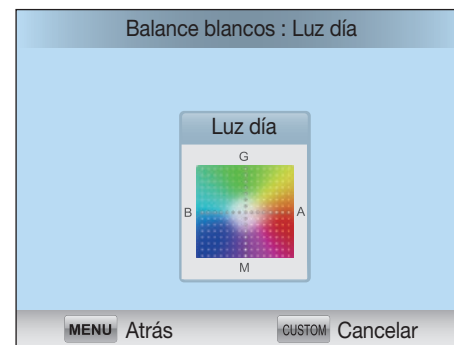 Balance blancos : Luz día
Luz día
G
B A
M
MENU Atrás CUSTOM Cancelar